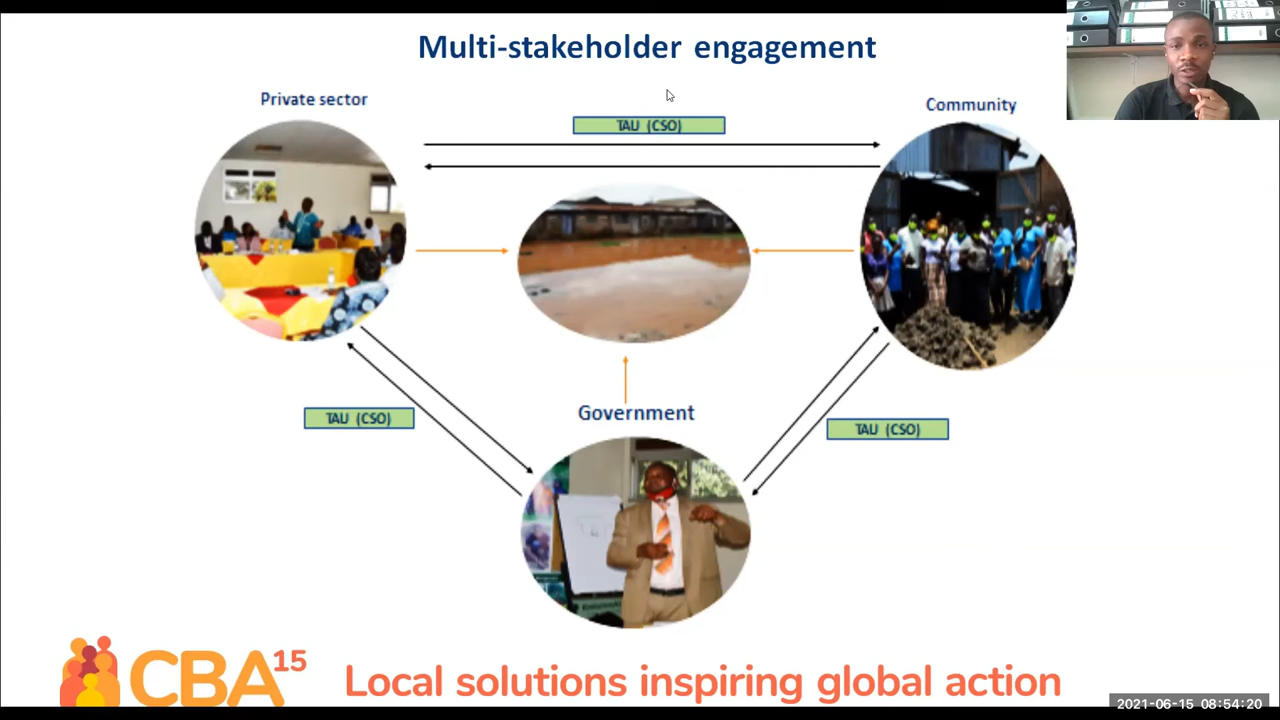 Multi-stakeholder engagement
Private sector
Community
TAU (CSO)
TAU (CSO)
TAU (CSO)
Government
CBA15
Local solutions inspiring global action
2021-06-15 08:54:20